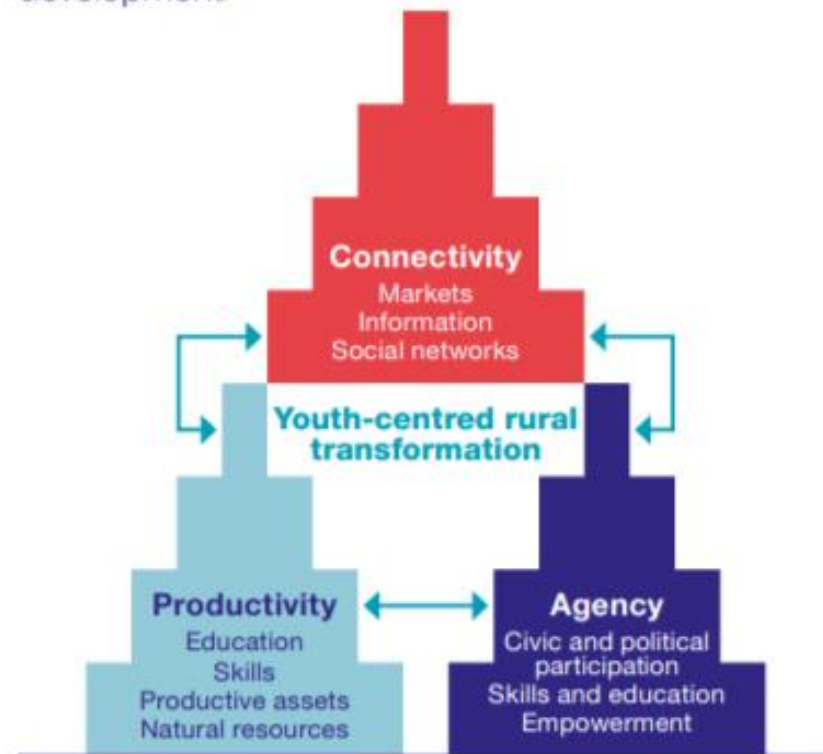 Connectivity
Markets
Information
Social networks
Youth-centred rural
transformation
Productivity
Education
Skills
Productive assets
Natural resources
Agency
Civic and political
participation
Skills and education
Empowerment